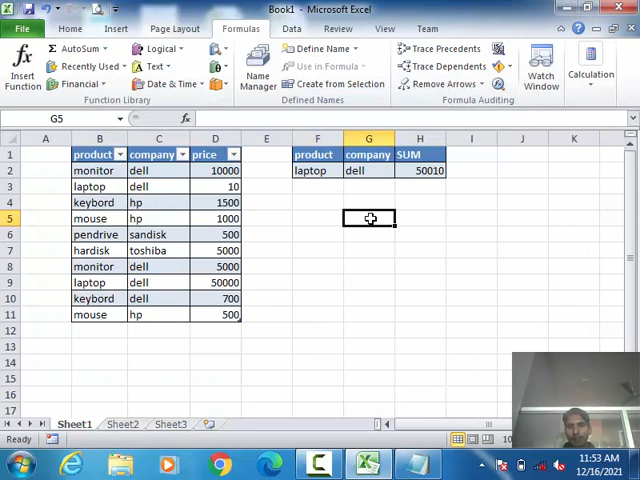 Book1 - Microsoft Excel
File Home Insert Page Layout Formulas Data Review View
fx Insert Function
Σ AutoSum
Recently Used
Financial
Logical
Text
Date & Time
Function Library
Name Manager
Define Name
Use in Formula
Create from Selection
Defined Names
Trace Precedents
Trace Dependents
Remove Arrows
Formula Auditing
Watch Window
Calculation
G5 fx
A B C D E F G H I J K
1 product company price product company SUM
2 monitor dell 10000 laptop dell 50010
3 laptop dell 10
4 keybord hp 1500
5 mouse hp 1000
6 pendrive sandisk 500
7 hardisk toshiba 5000
8 monitor dell 5000
9 laptop dell 50000
10 keybord dell 700
11 mouse hp 500
12
13
14
15
16
17
Sheet1 Sheet2 Sheet3
Ready 10
11:53 AM
12/16/2021